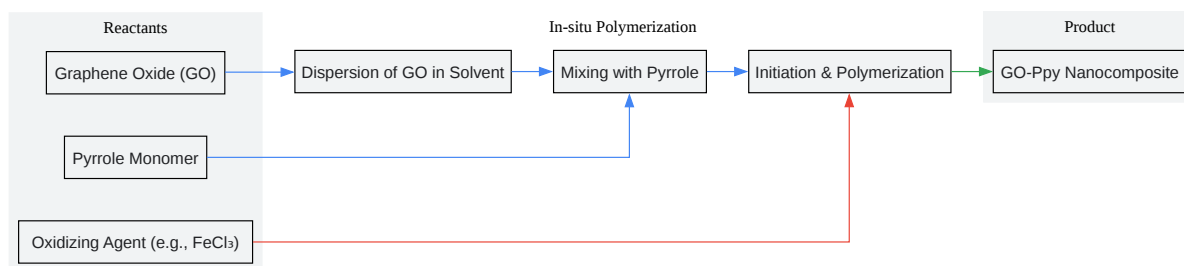 Reactants
In-situ Polymerization
Product
Graphene Oxide (GO)
Dispersion of GO in Solvent
Mixing with Pyrrole
Initiation & Polymerization
GO-Ppy Nanocomposite
Pyrrole Monomer
Oxidizing Agent (e.g., FeCl₃)